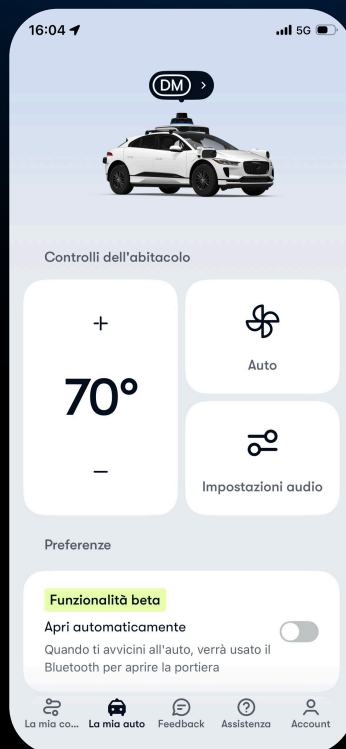 16:04
5G
DM
Controlli dell'abitacolo
+
70°
−
Auto
Impostazioni audio
Preferenze
Funzionalità beta
Apri automaticamente
Quando ti avvicini all'auto, verrà usato il
Bluetooth per aprire la portiera
La mia co...
La mia auto
Feedback
Assistenza
Account